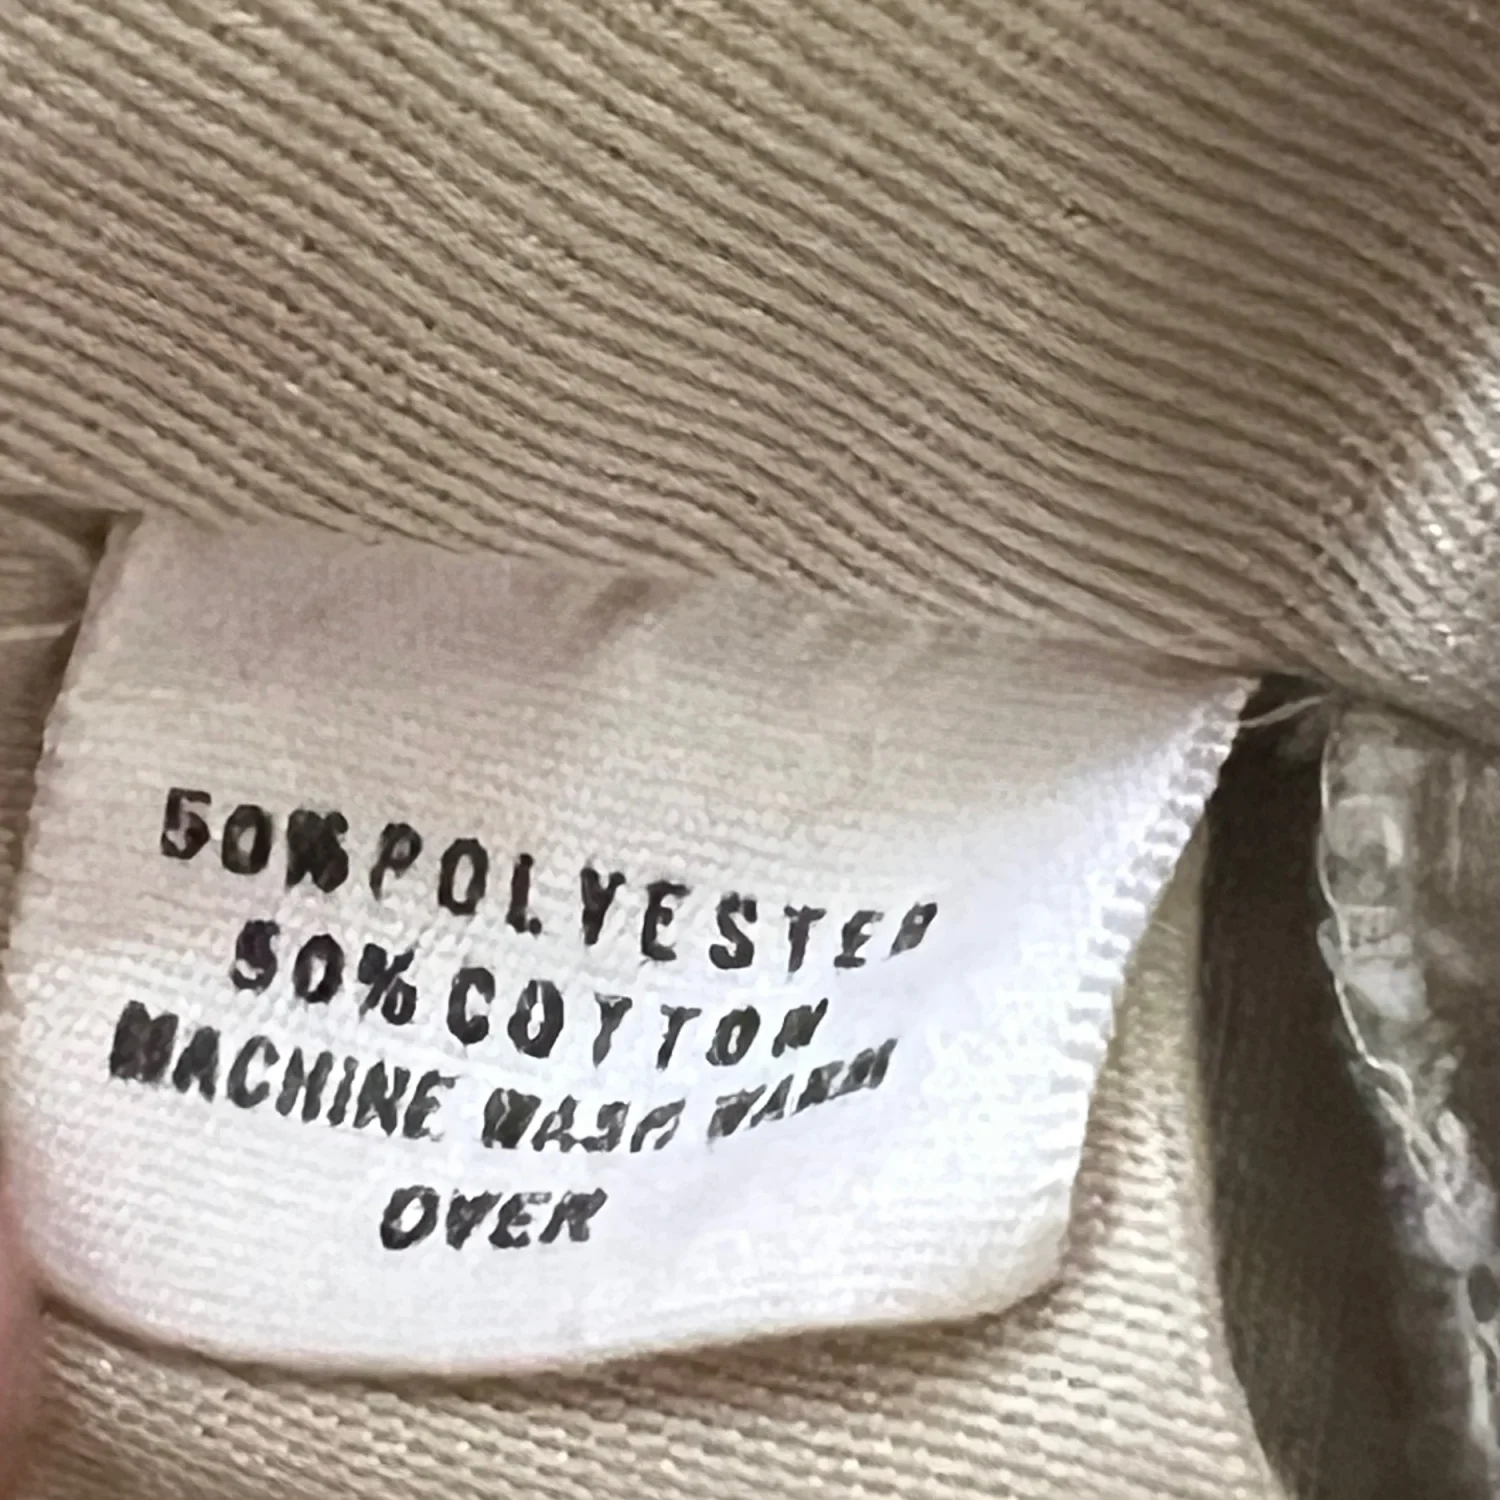 50% POLYESTER
50% COTTON
MACHINE WASH WARM
OVER